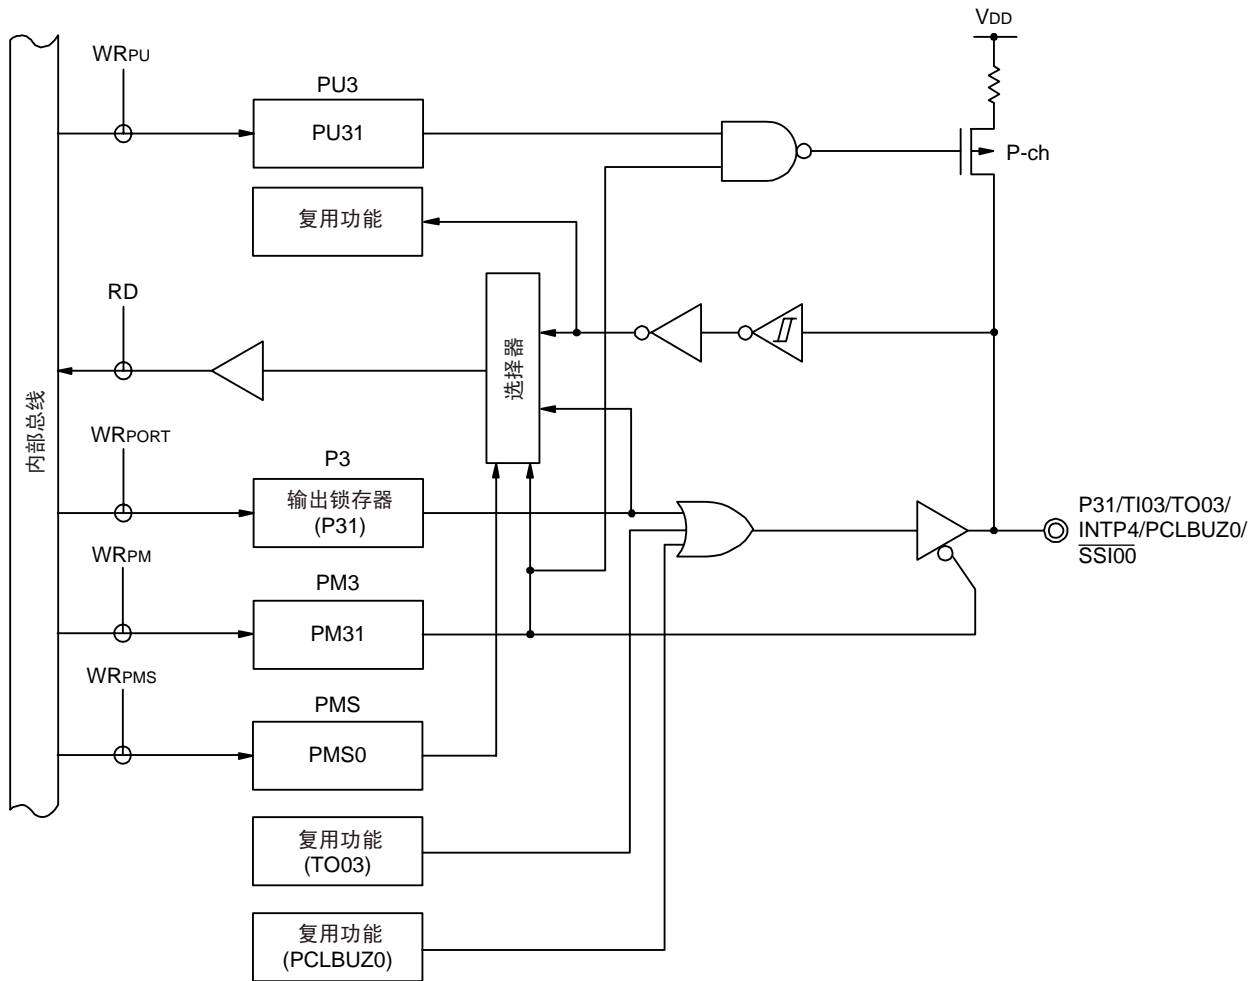 VDD
WRPU
PU3
PU31
P-ch
复用功能
RD
选择器
内部总线
WRPORT
P3
输出锁存器
(P31)
P31/TI03/TO03/
INTP4/PCLBUZ0/
SSI00
WRPM
PM3
PM31
WRPMS
PMS
PMS0
复用功能
(TO03)
复用功能
(PCLBUZ0)